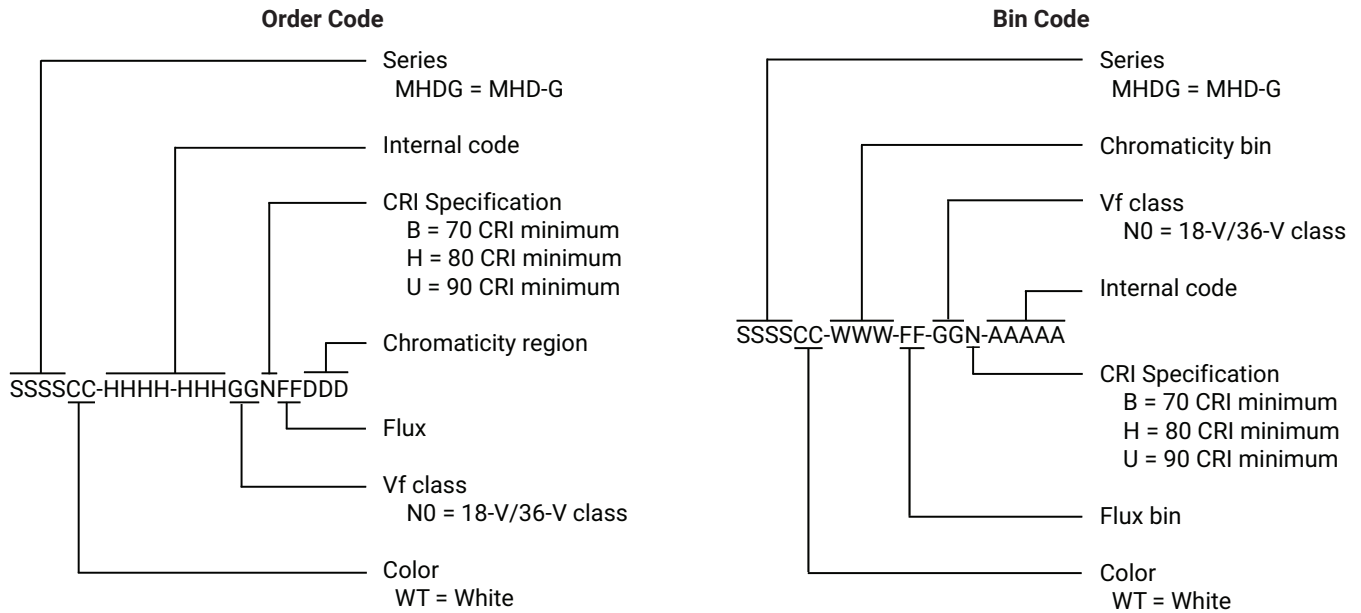 Order Code
Series
MHDG = MHD-G
Internal code
CRI Specification
B = 70 CRI minimum
H = 80 CRI minimum
U = 90 CRI minimum
Chromaticity region
SSSSCC-HHHH-HHHGGNFFDDD
Flux
Vf class
N0 = 18-V/36-V class
Color
WT = White
Bin Code
Series
MHDG = MHD-G
Chromaticity bin
Vf class
N0 = 18-V/36-V class
Internal code
SSSSCC-WWW-FF-GGN-AAAAA
CRI Specification
B = 70 CRI minimum
H = 80 CRI minimum
U = 90 CRI minimum
Flux bin
Color
WT = White